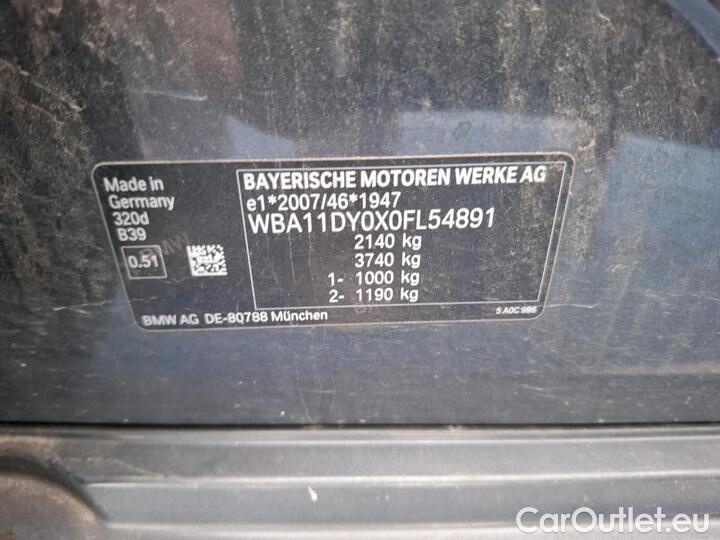 Made in
Germany
320d
B39
0.51
BAYERISCHE MOTOREN WERKE AG
e1*2007/46*1947
WBA11DY0X0FL54891
2140 kg
3740 kg
1- 1000 kg
2- 1190 kg
BMW AG DE-80788 München
5 A0C 986
CarOutlet.eu